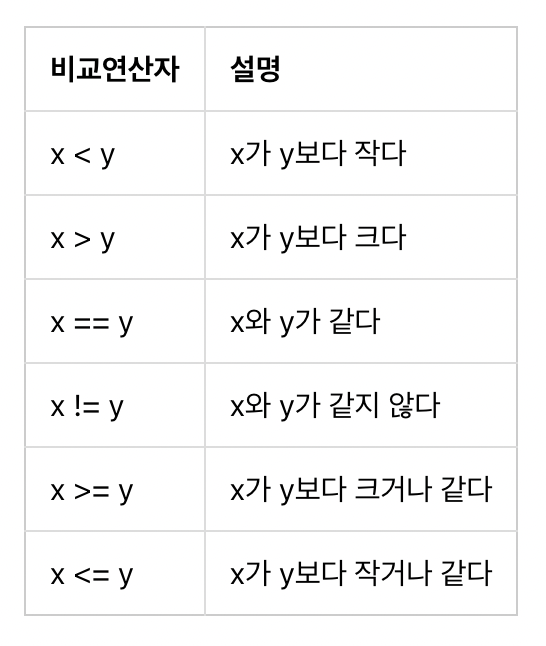 비교연산자 설명
x < y x가 y보다 작다
x > y x가 y보다 크다
x == y x와 y가 같다
x != y x와 y가 같지 않다
x >= y x가 y보다 크거나 같다
x <= y x가 y보다 작거나 같다